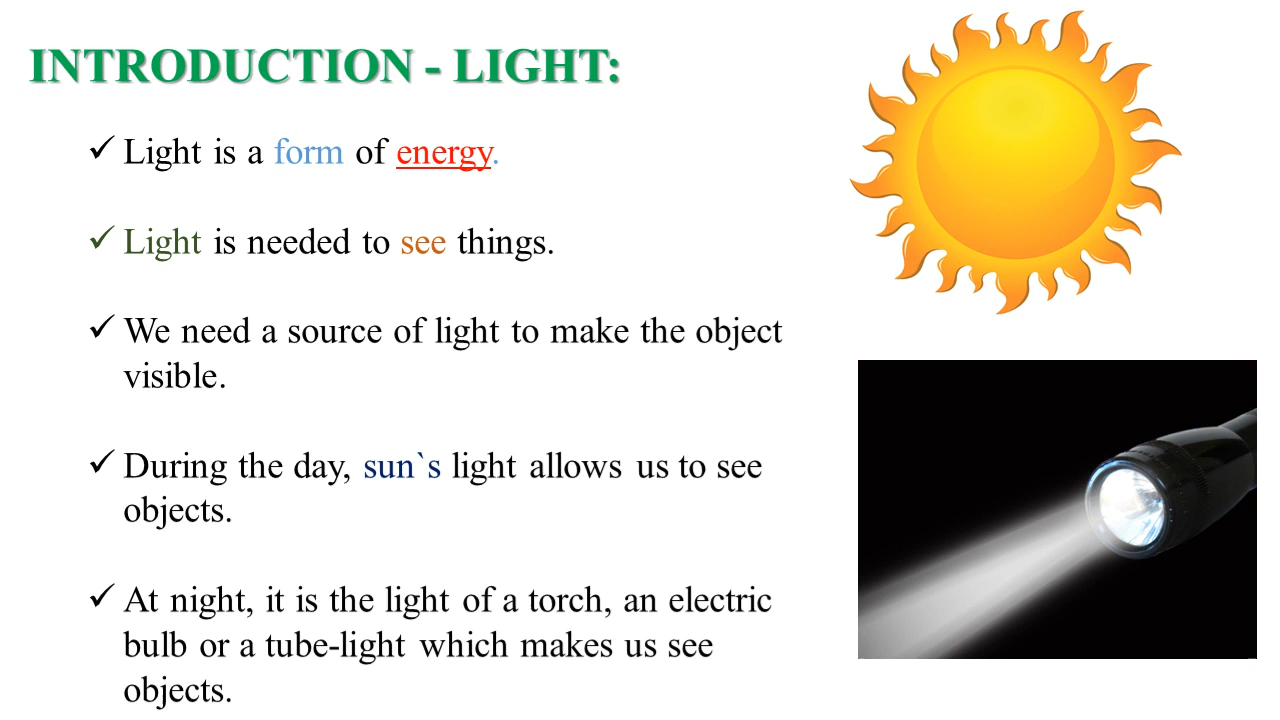 INTRODUCTION - LIGHT:
✓ Light is a form of energy.
✓ Light is needed to see things.
✓ We need a source of light to make the object
visible.
✓ During the day, sun`s light allows us to see
objects.
✓ At night, it is the light of a torch, an electric
bulb or a tube-light which makes us see
objects.